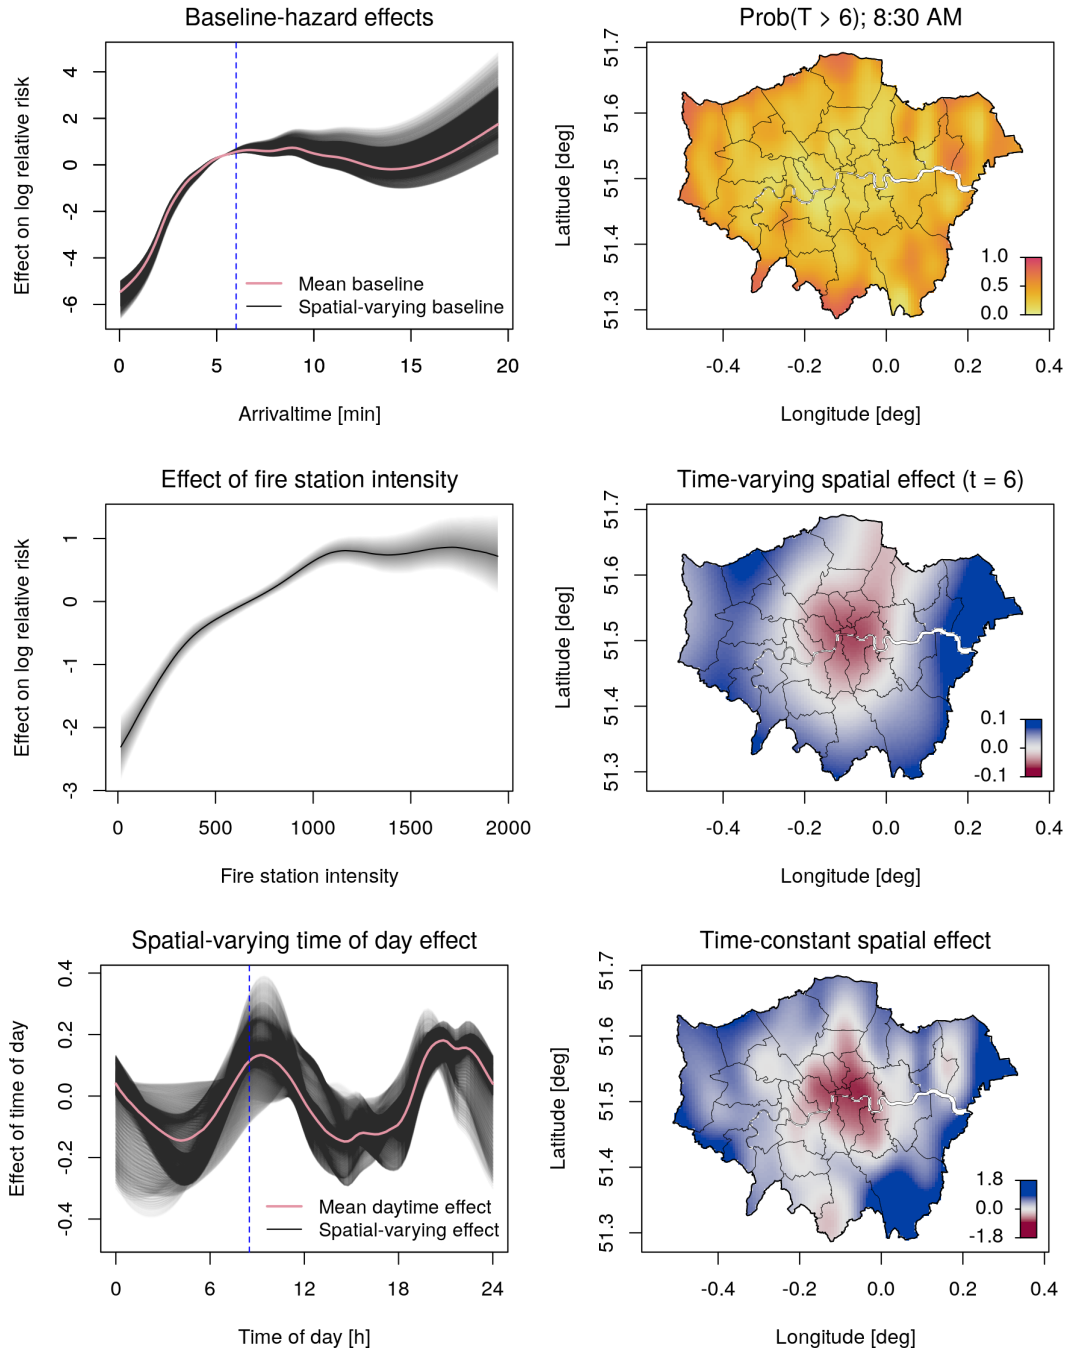 Baseline-hazard effects
Effect on log relative risk
4
2
0
-2
-4
-6
Mean baseline
Spatial-varying baseline
0 5 10 15 20
Arrivaltime [min]
Prob(T > 6); 8:30 AM
Latitude [deg]
51.7
51.6
51.5
51.4
51.3
1.0
0.5
0.0
-0.4 -0.2 0.0 0.2 0.4
Longitude [deg]
Effect of fire station intensity
Effect on log relative risk
1
0
-1
-2
-3
0 500 1000 1500 2000
Fire station intensity
Time-varying spatial effect (t = 6)
Latitude [deg]
51.7
51.6
51.5
51.4
51.3
0.1
0.0
-0.1
-0.4 -0.2 0.0 0.2 0.4
Longitude [deg]
Spatial-varying time of day effect
Effect of time of day
0.4
0.2
0.0
-0.2
-0.4
Mean daytime effect
Spatial-varying effect
0 6 12 18 24
Time of day [h]
Time-constant spatial effect
Latitude [deg]
51.7
51.6
51.5
51.4
51.3
1.8
0.0
-1.8
-0.4 -0.2 0.0 0.2 0.4
Longitude [deg]